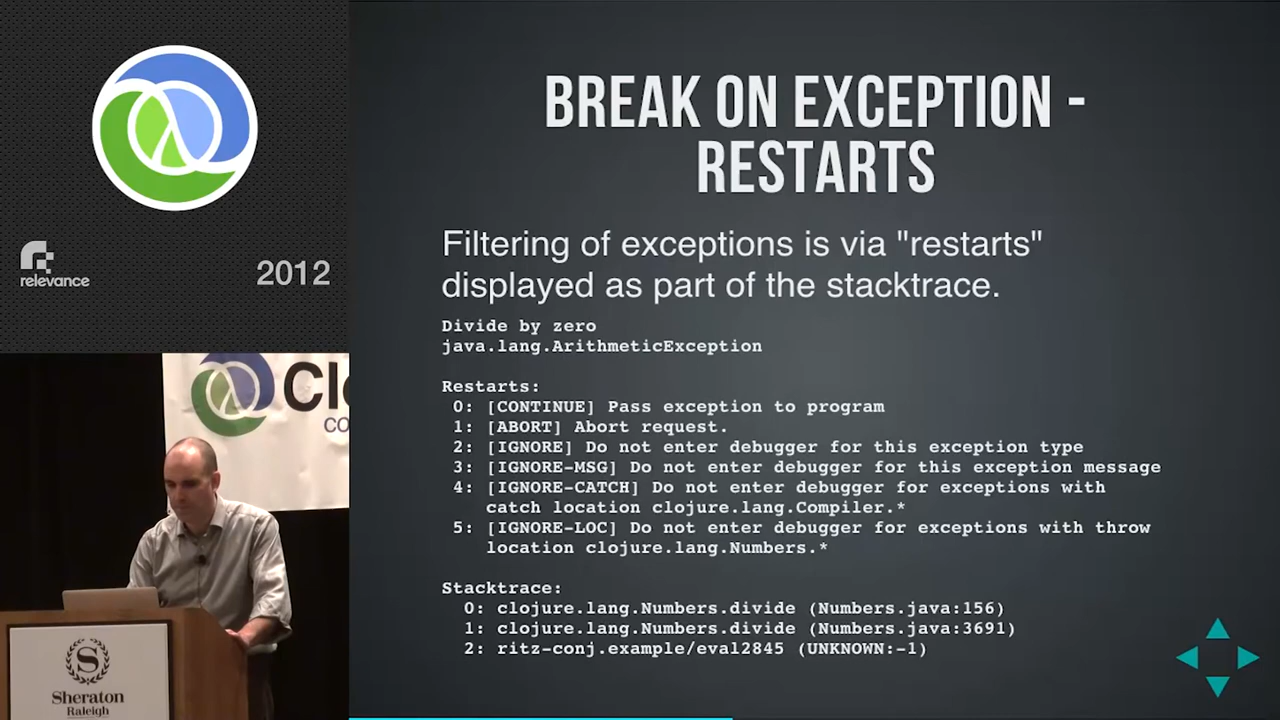 relevance
2012
Clo
CO
S
Sheraton
Raleigh
BREAK ON EXCEPTION -
RESTARTS
Filtering of exceptions is via "restarts"
displayed as part of the stacktrace.
Divide by zero
java.lang.ArithmeticException
Restarts:
0: [CONTINUE] Pass exception to program
1: [ABORT] Abort request.
2: [IGNORE] Do not enter debugger for this exception type
3: [IGNORE-MSG] Do not enter debugger for this exception message
4: [IGNORE-CATCH] Do not enter debugger for exceptions with
catch location clojure.lang.Compiler.*
5: [IGNORE-LOC] Do not enter debugger for exceptions with throw
location clojure.lang.Numbers.*
Stacktrace:
0: clojure.lang.Numbers.divide (Numbers.java:156)
1: clojure.lang.Numbers.divide (Numbers.java:3691)
2: ritz-conj.example/eval2845 (UNKNOWN:-1)